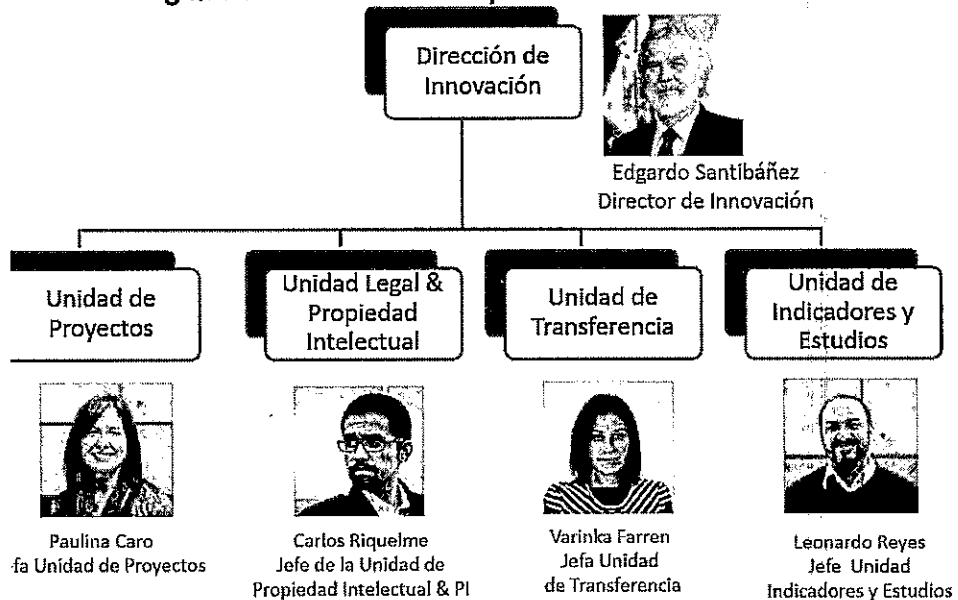 Dirección de
Innovación
Edgardo Santibáñez
Director de Innovación
Unidad de
Proyectos
Unidad Legal &
Propiedad
Intelectual
Unidad de
Transferencia
Unidad de
Indicadores y
Estudios
Paulina Caro
fa Unidad de Proyectos
Carlos Riquelme
Jefe de la Unidad de
Propiedad Intelectual & PI
Varinka Farren
Jefa Unidad
de Transferencia
Leonardo Reyes
Jefe Unidad
Indicadores y Estudios